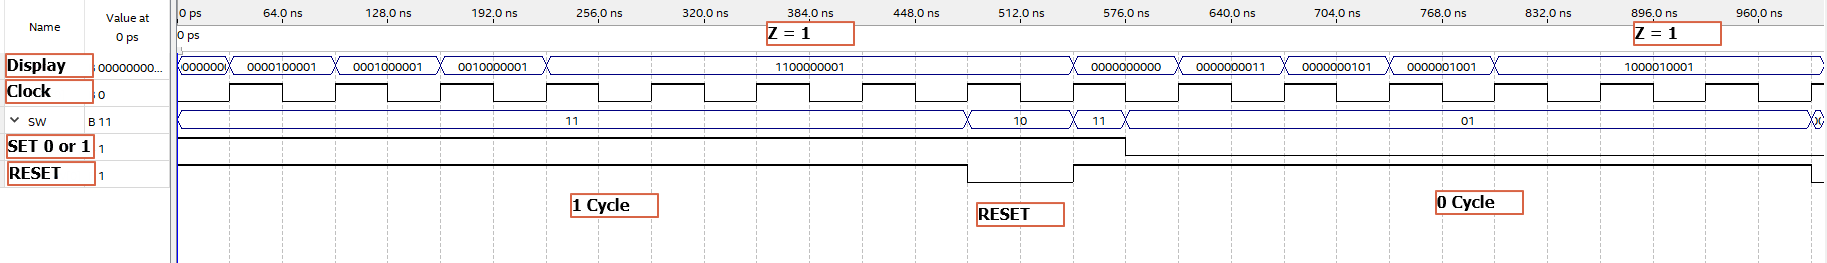 Name
Value at
0 ps
0 ps 64.0 ns 128.0 ns 192.0 ns 256.0 ns 320.0 ns 384.0 ns 448.0 ns 512.0 ns 576.0 ns 640.0 ns 704.0 ns 768.0 ns 832.0 ns 896.0 ns 960.0 ns
0 ps Z = 1 Z = 1
Display 00000000... 0000100001 0001000001 0010000001 1100000001 0000000000 0000000011 0000000101 0000001001 1000010001
Clock 0
SW B 11 11 10 11 01
SET 0 or 1 1
RESET 1
1 Cycle RESET 0 Cycle